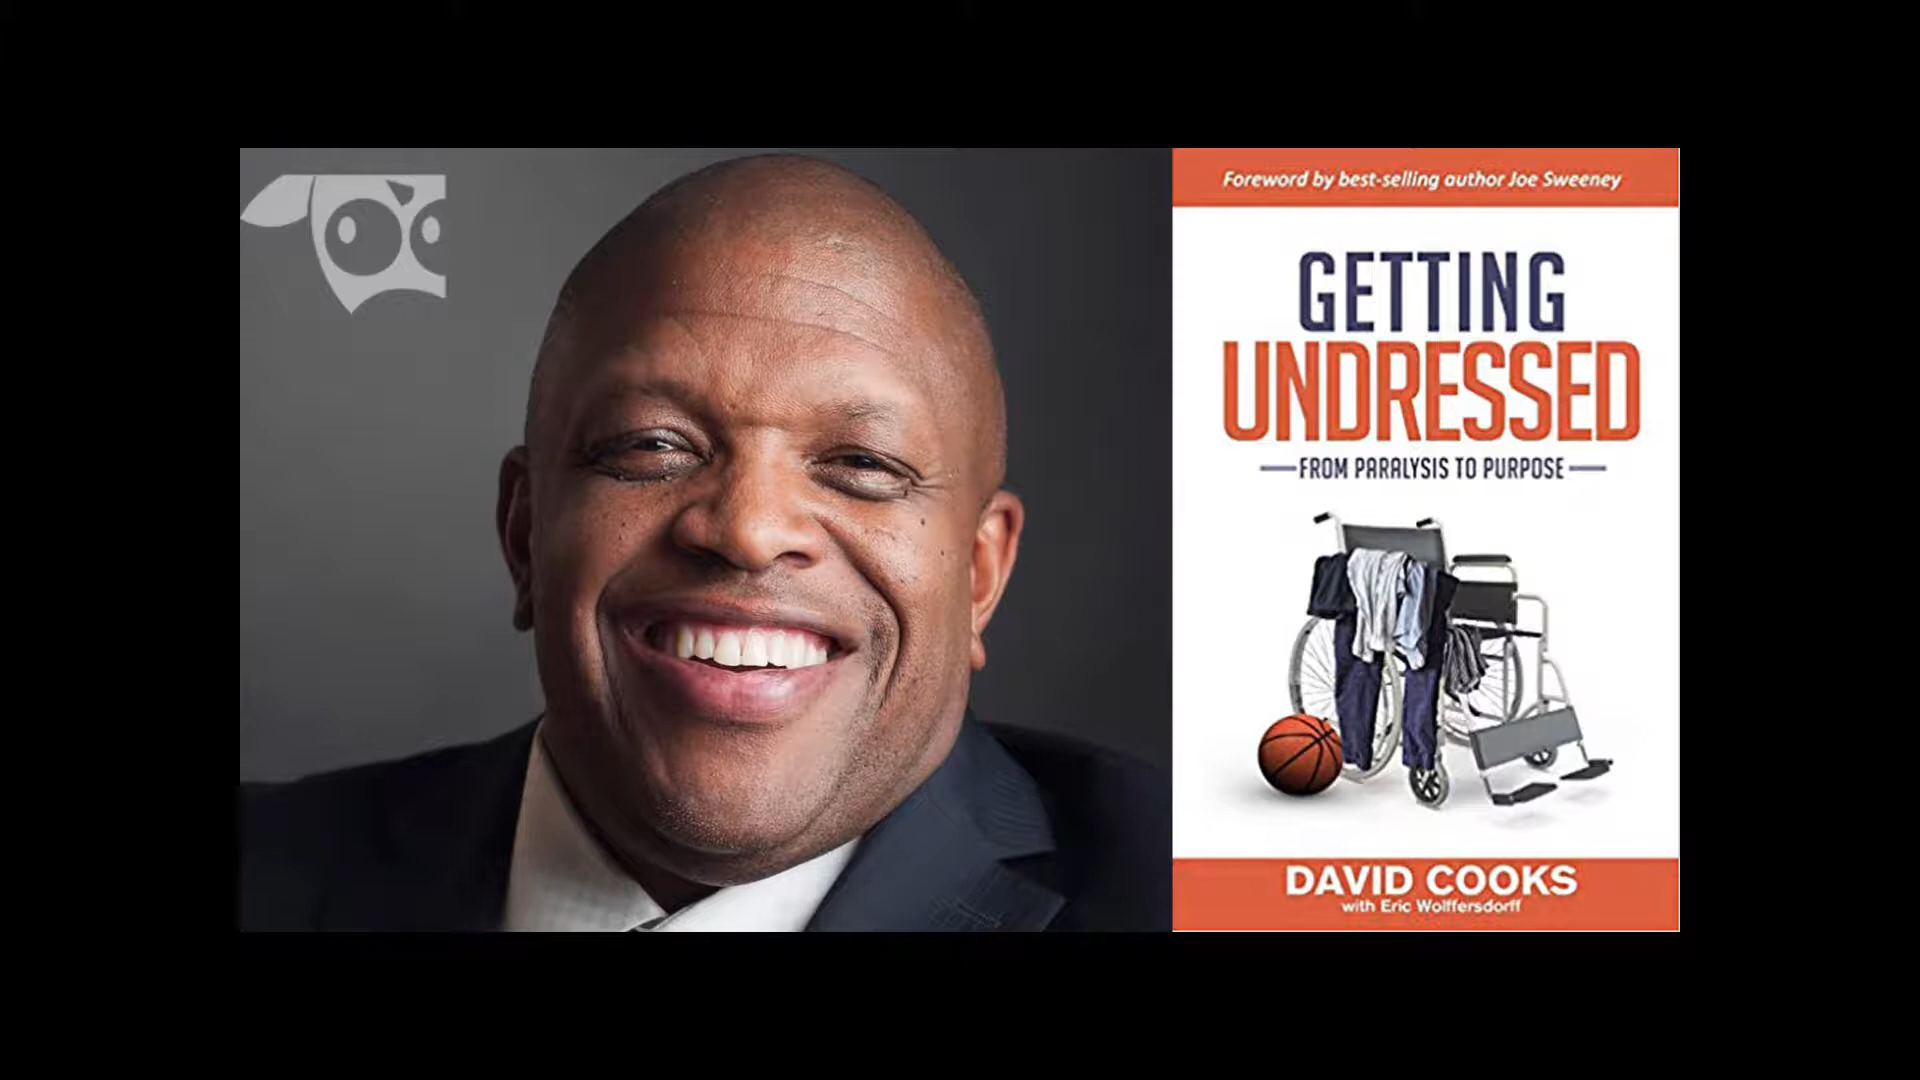 Foreword by best-selling author Joe Sweeney
GETTING
UNDRESSED
FROM PARALYSIS TO PURPOSE
DAVID COOKS
with Eric Wolffersdorff